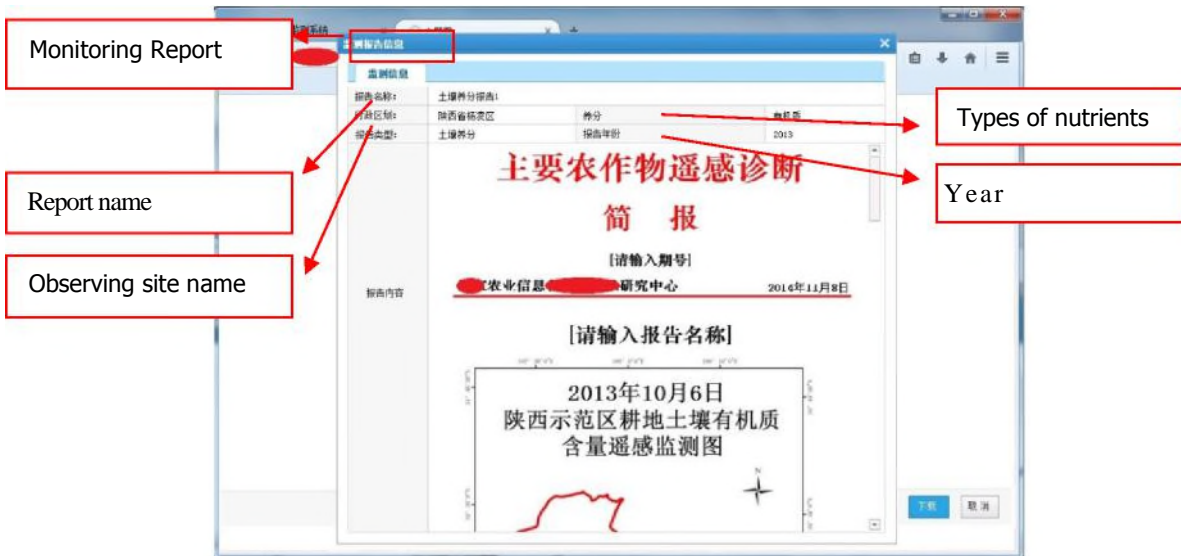 Monitoring Report
监测报告信息
监测信息
报告名称: 土壤养分报告1
行政区划: 陕西省杨凌区 养分 有机质
报告类型: 土壤养分 报告年份 2013
Types of nutrients
Year
Report name
Observing site name
主要农作物遥感诊断
简 报
[请输入期号]
农业信息 研究中心 2014年11月8日
报告内容
[请输入报告名称]
2013年10月6日
陕西示范区耕地土壤有机质
含量遥感监测图
N
下载 取消